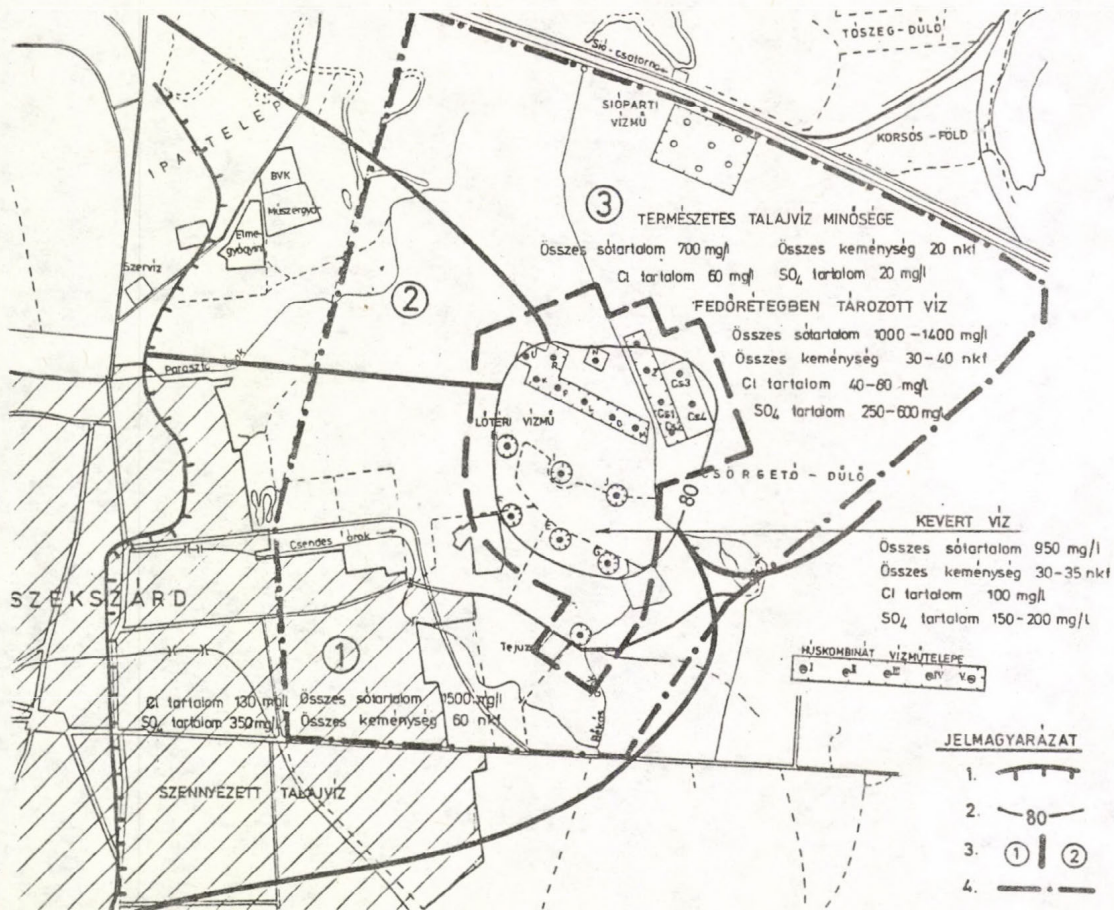 TÓSZEG-DÜLŐ
Sió-csatorna
SIÓPARTI
VÍZMŰ
KORSÓS-FÖLD
IPARTELEP
BVK
Műszergyár
Elme-
gyógyint
Szervíz
3
TERMÉSZETES TALAJVÍZ MINŐSÉGE
Összes sótartalom 700 mg/l Összes keménység 20 nkf
Cl tartalom 60 mg/l SO4 tartalom 20 mg/l
2
FEDŐRÉTEGBEN TÁROZOTT VÍZ
Összes sótartalom 1000-1400 mg/l
Összes keménység 30-40 nkf
Cl tartalom 40-80 mg/l
SO4 tartalom 250-600 mg/l
Z
Cs3
Cs1
Cs4
LŐTÉRI VÍZMŰ
CSÖRGETŐ-DŰLŐ
80
KEVERT VÍZ
Összes sótartalom 950 mg/l
Összes keménység 30-35 nkf
Cl tartalom 100 mg/l
SO4 tartalom 150-200 mg/l
Csendes árok
SZEKSZÁRD
Tejüz
HÚSKOMBINÁT VÍZMŰTELEPE
I II III IV V.
1
Cl tartalom 130 mg/l Összes sótartalom 1500 mg/l
SO4 tartalom 350 mg/l Összes keménység 60 nkf
SZENNYEZETT TALAJVÍZ
JELMAGYARÁZAT
1.
2. 80
3. 1 2
4.